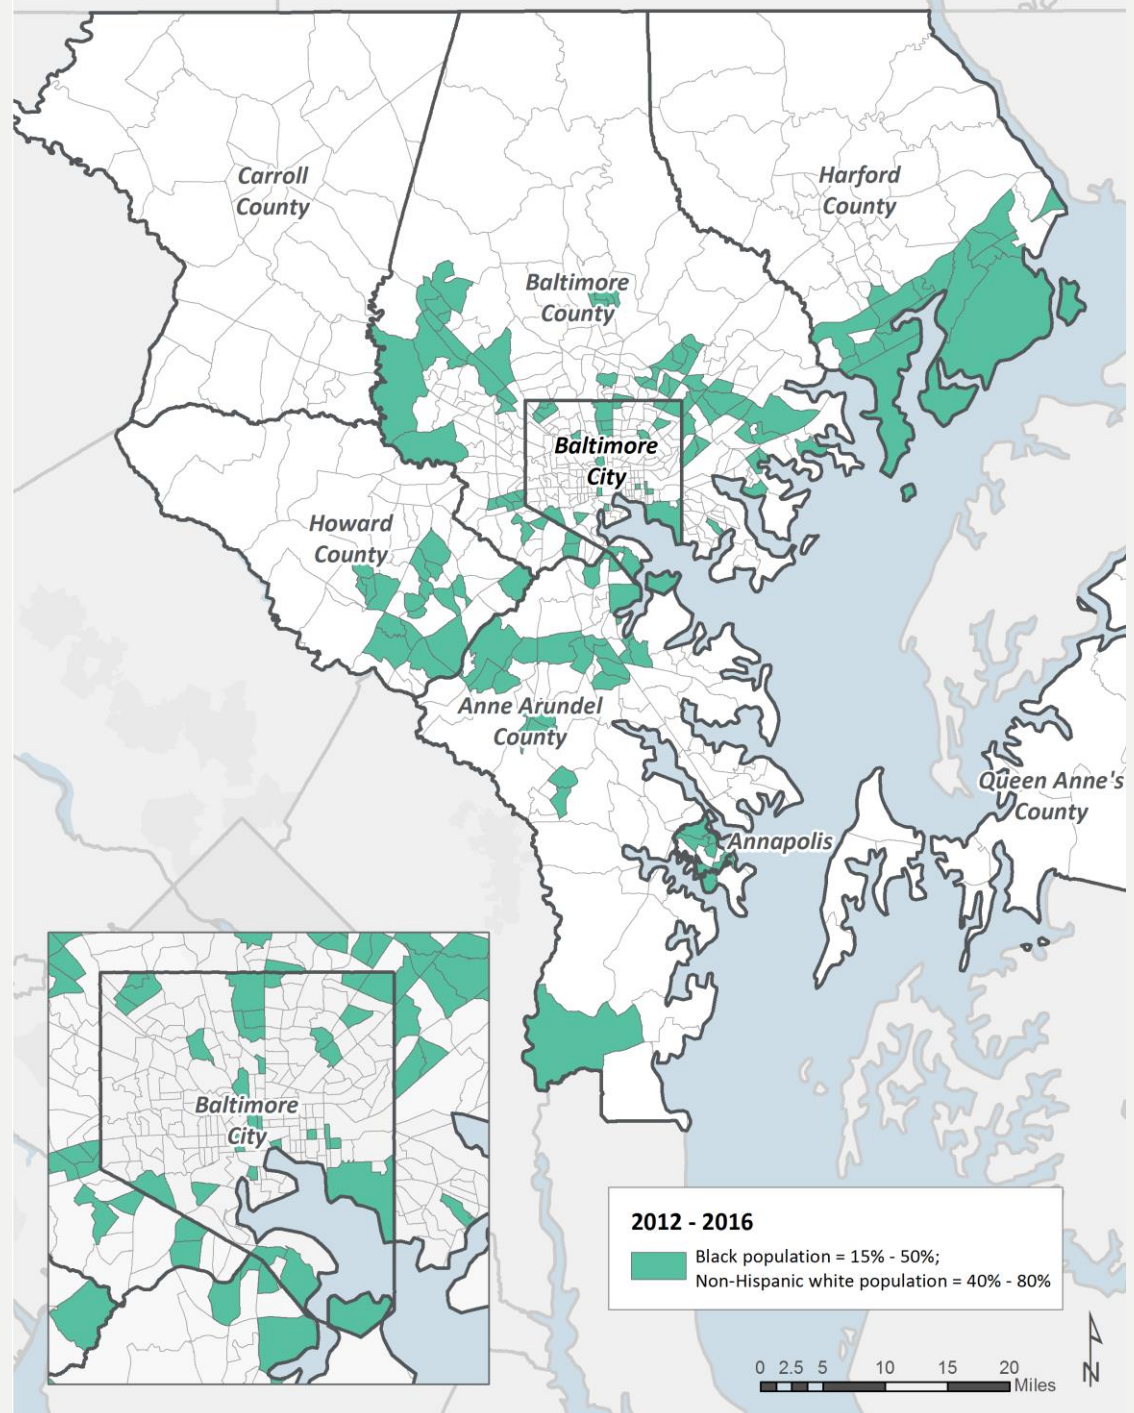 Carroll
County
Harford
County
Baltimore
County
Baltimore
City
Howard
County
Anne Arundel
County
Queen Anne's
County
Annapolis
Baltimore
City
2012 - 2016
Black population = 15% - 50%;
Non-Hispanic white population = 40% - 80%
0 2.5 5 10 15 20
Miles
N